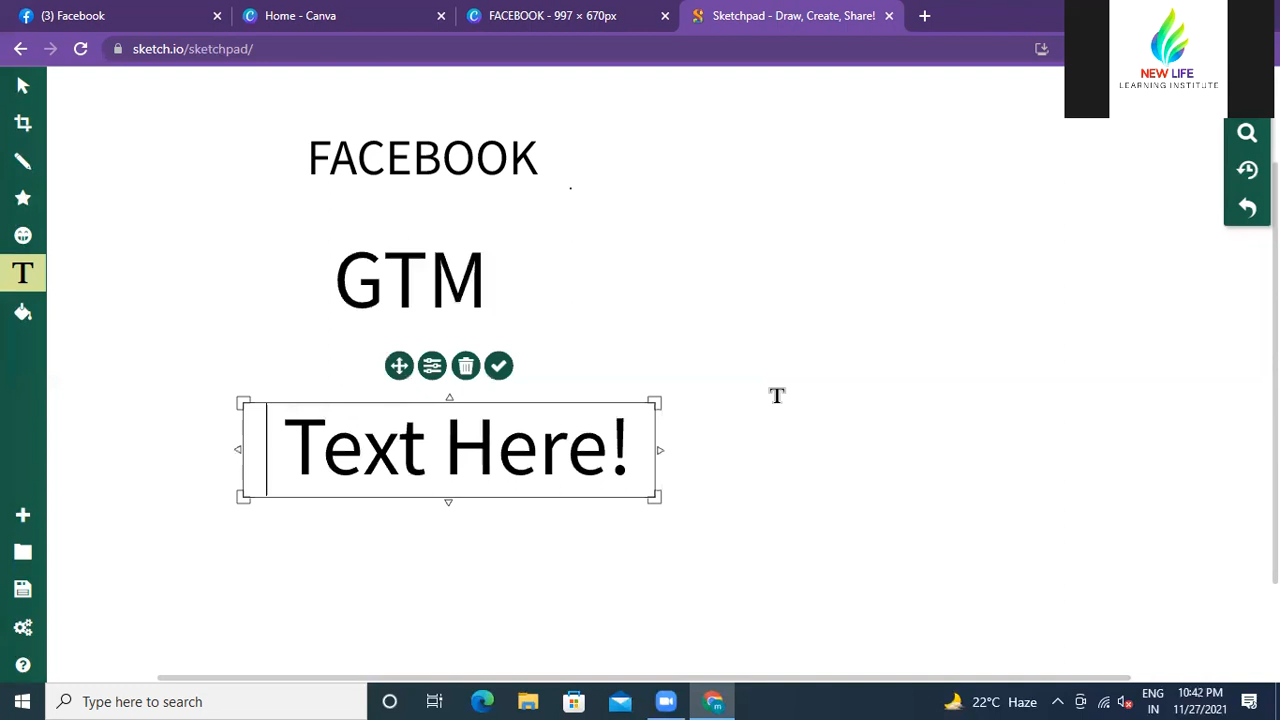 (3) Facebook
Home - Canva
FACEBOOK - 997 × 670px
Sketchpad - Draw, Create, Share!
sketch.io/sketchpad/
NEW LIFE
LEARNING INSTITUTE
FACEBOOK
GTM
Text Here!
Type here to search
22°C Haze
ENG
IN
10:42 PM
11/27/2021